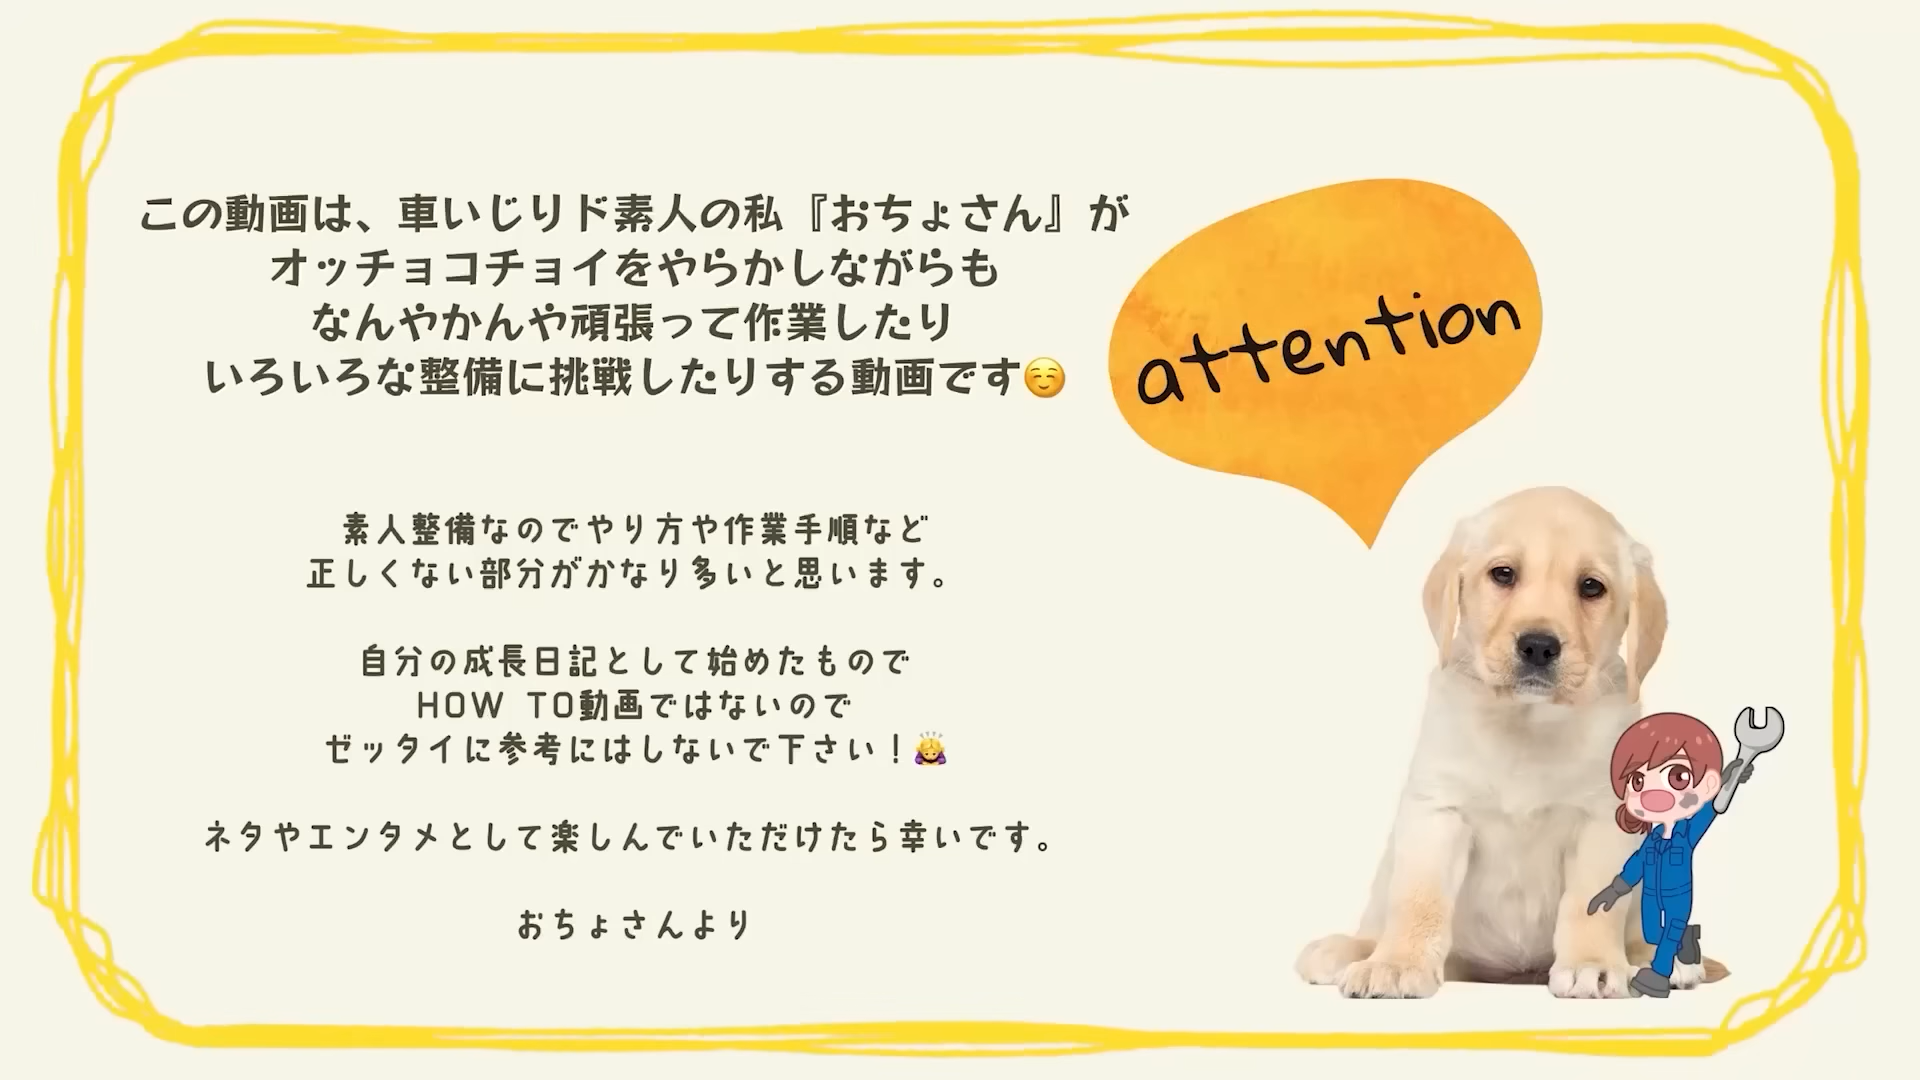 この動画は、車いじりド素人の私『おちょさん』が
オッチョコチョイをやらかしながらも
なんやかんや頑張って作業したり
いろいろな整備に挑戦したりする動画です☺️
attention
素人整備なのでやり方や作業手順など
正しくない部分がかなり多いと思います。
自分の成長日記として始めたもので
HOW TO動画ではないので
ゼッタイに参考にはしないで下さい！🙇‍♀️
ネタやエンタメとして楽しんでいただけたら幸いです。
おちょさんより